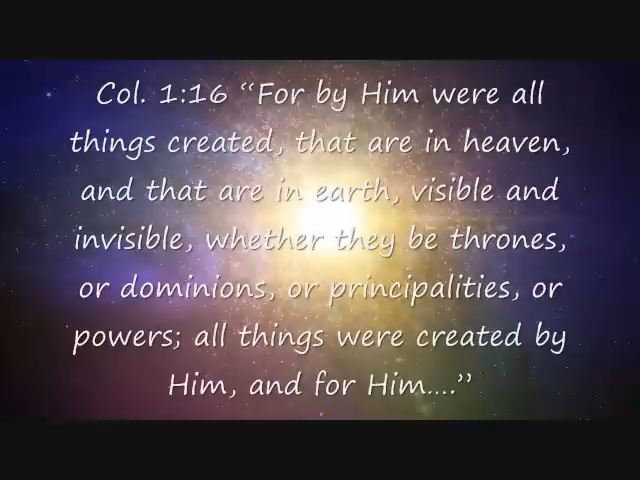 Col. 1:16 “For by Him were all
things created, that are in heaven,
and that are in earth, visible and
invisible, whether they be thrones,
or dominions, or principalities, or
powers; all things were created by
Him, and for Him....”